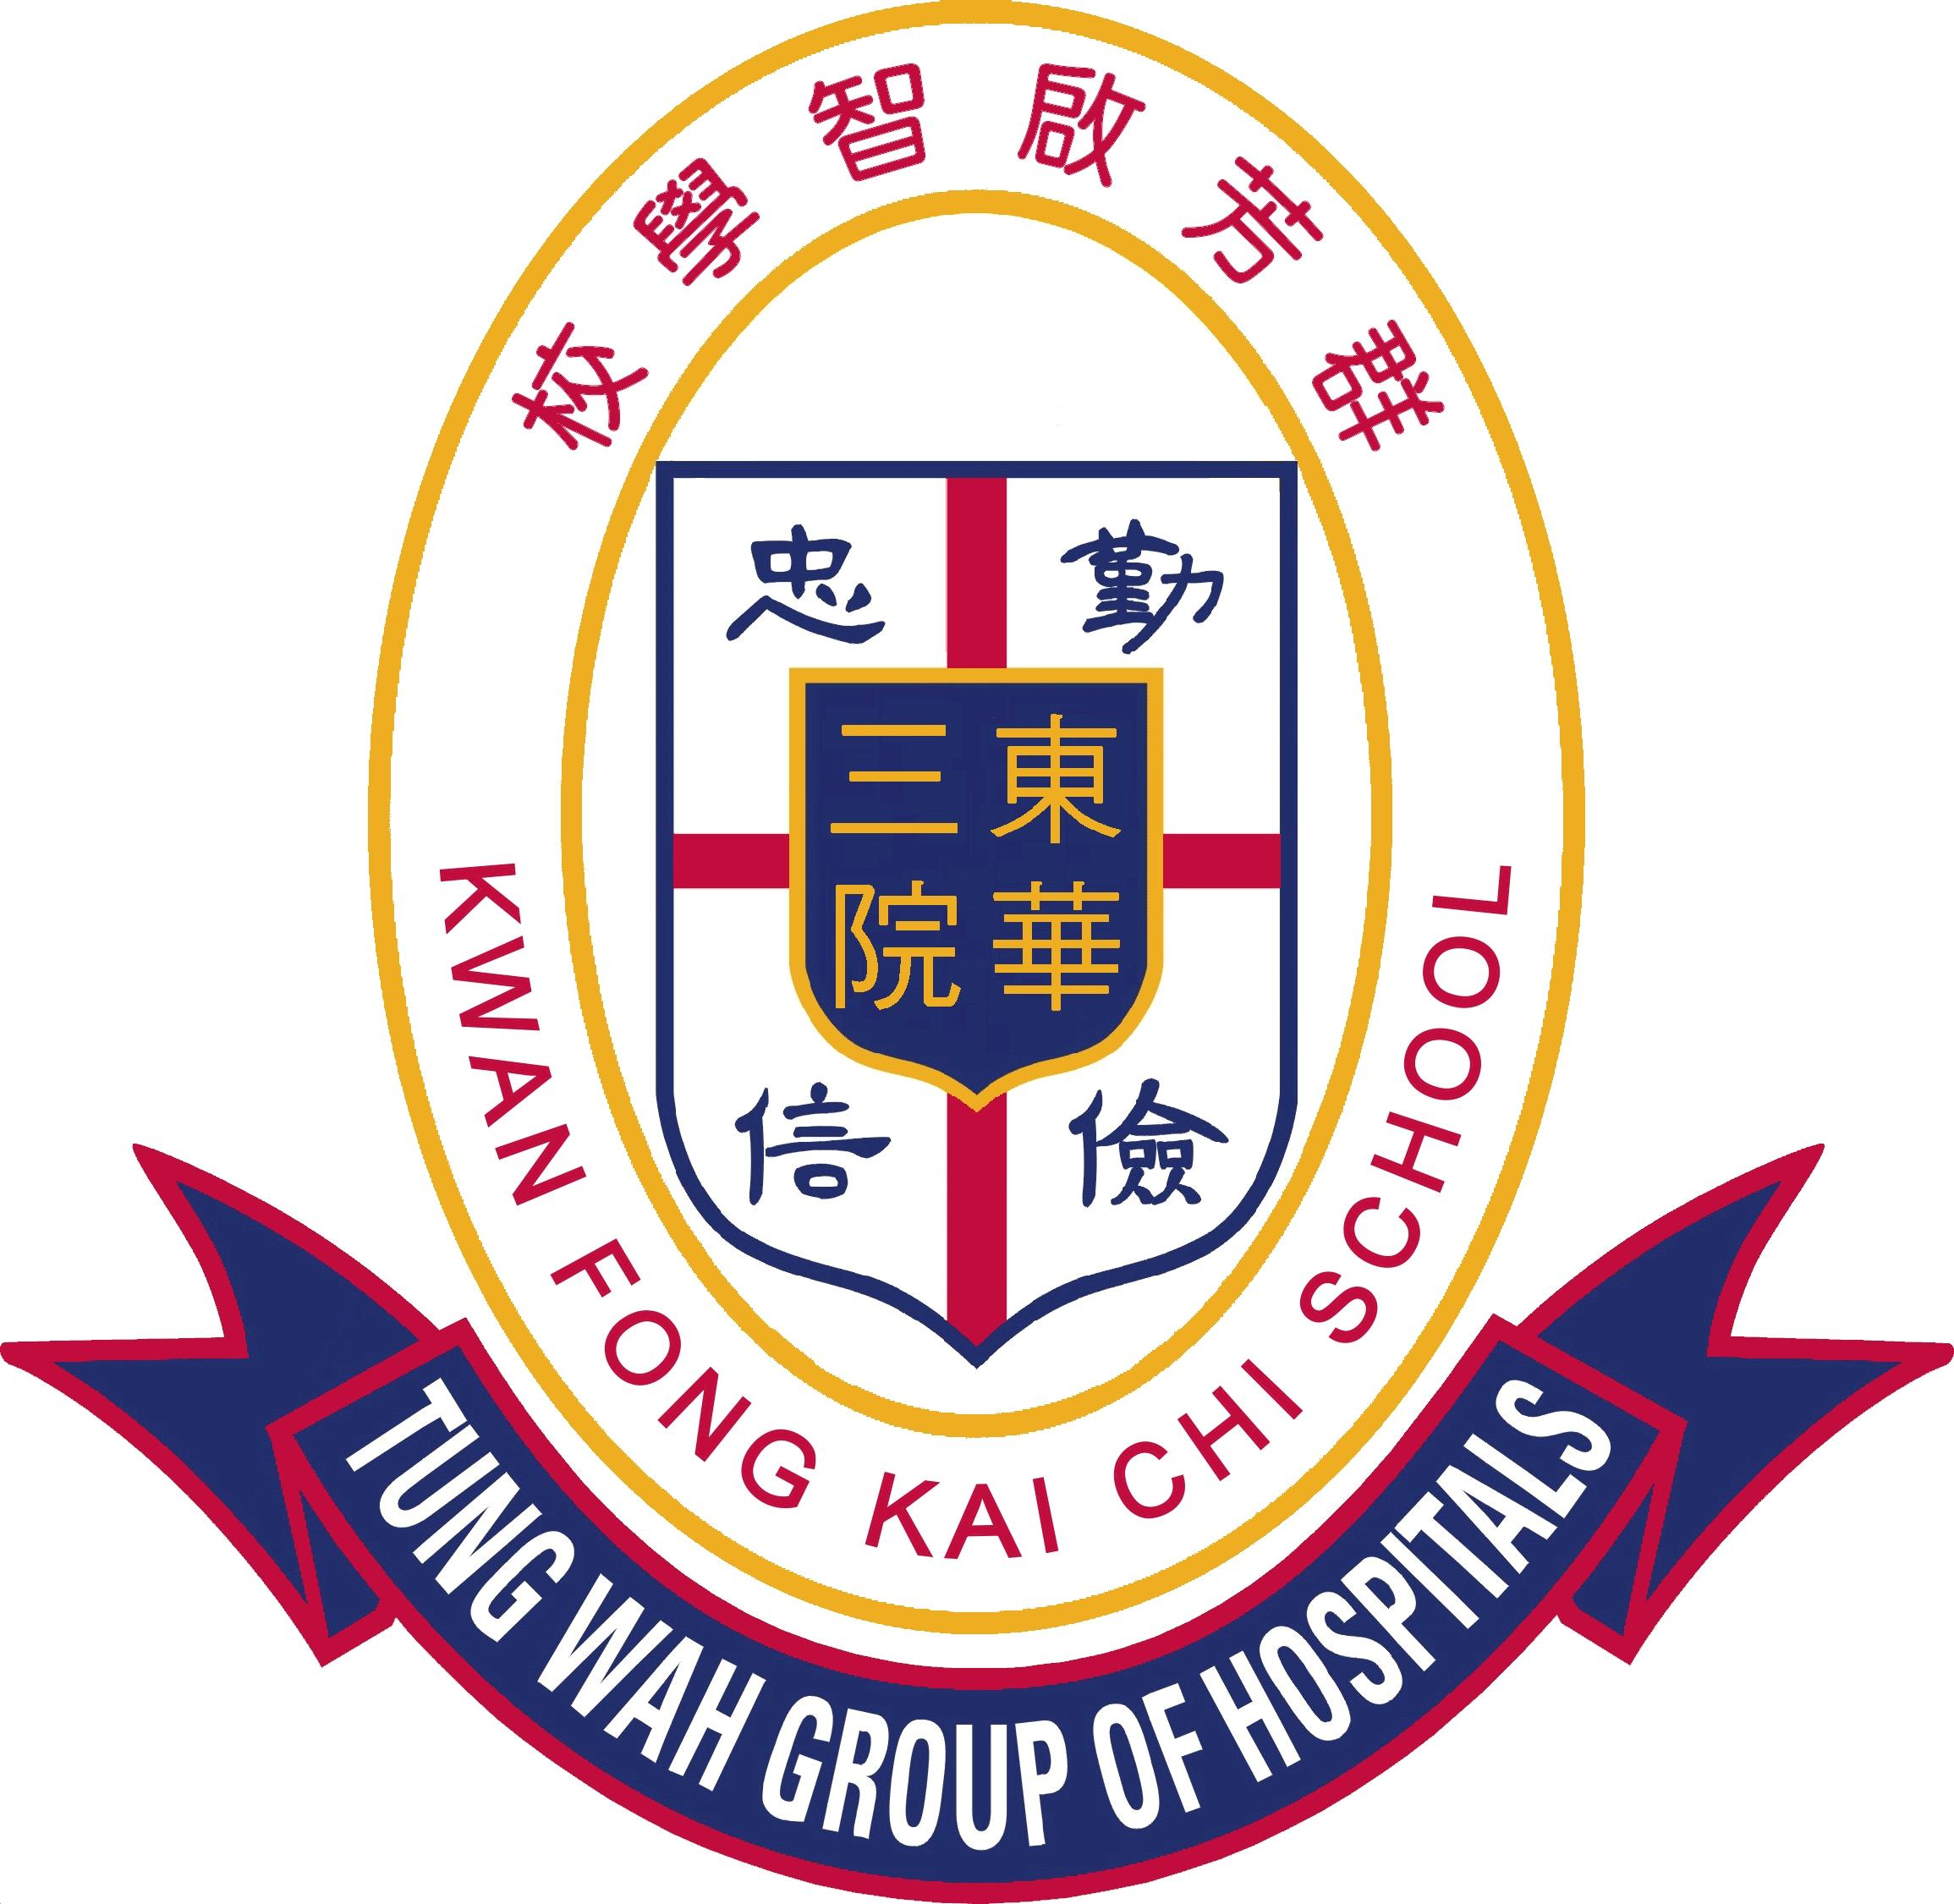 群芳啟智學校
勤 忠
東 三
華 院
儉 信
KWAN FONG KAI CHI SCHOOL
TUNG WAH GROUP OF HOSPITALS